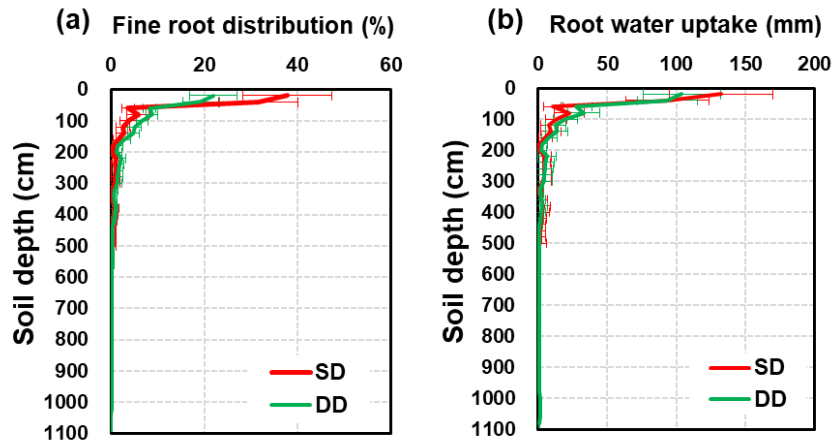 (a) Fine root distribution (%)
0 20 40 60
0
100
200
300
400
500
600
700
800
900
1000
1100
Soil depth (cm)
SD
DD
(b) Root water uptake (mm)
0 50 100 150 200
0
100
200
300
400
500
600
700
800
900
1000
1100
Soil depth (cm)
SD
DD